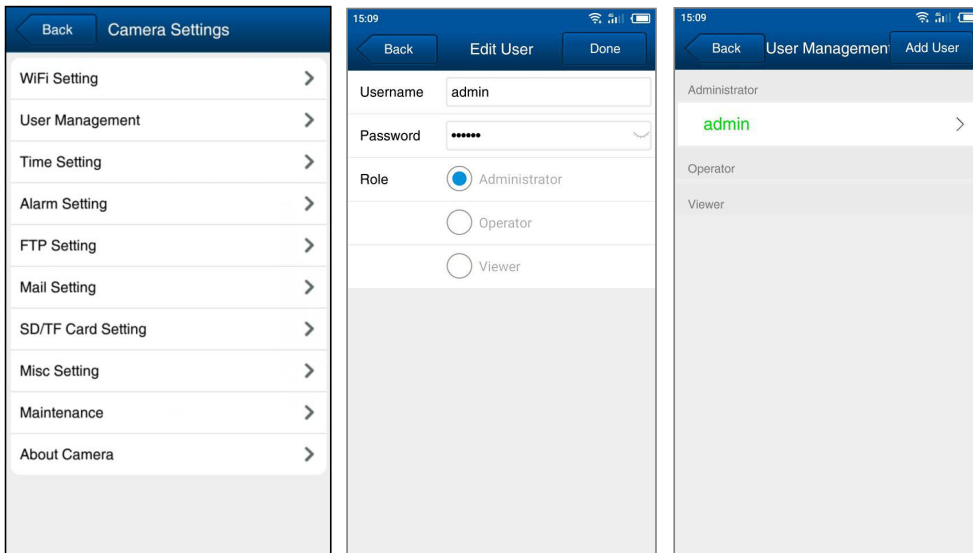 Back Camera Settings
WiFi Setting
User Management
Time Setting
Alarm Setting
FTP Setting
Mail Setting
SD/TF Card Setting
Misc Setting
Maintenance
About Camera
15:09
Back Edit User Done
Username admin
Password ••••••
Role Administrator
Operator
Viewer
15:09
Back User Management Add User
Administrator
admin
Operator
Viewer